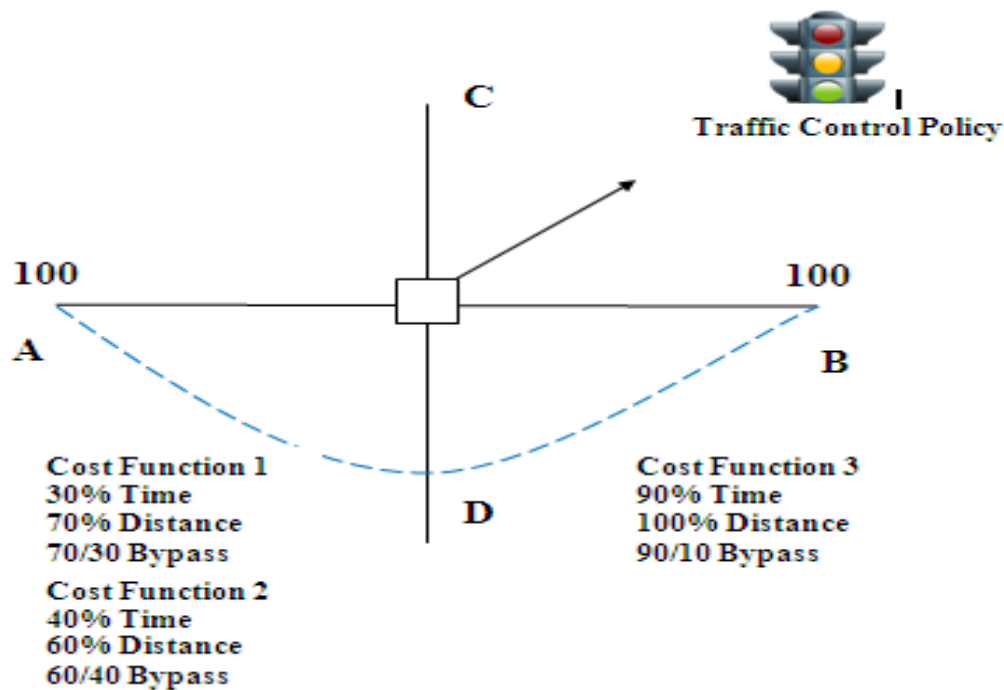 C
Traffic Control Policy
100
100
A
B
Cost Function 1
30% Time
70% Distance
70/30 Bypass
Cost Function 3
90% Time
100% Distance
90/10 Bypass
D
Cost Function 2
40% Time
60% Distance
60/40 Bypass